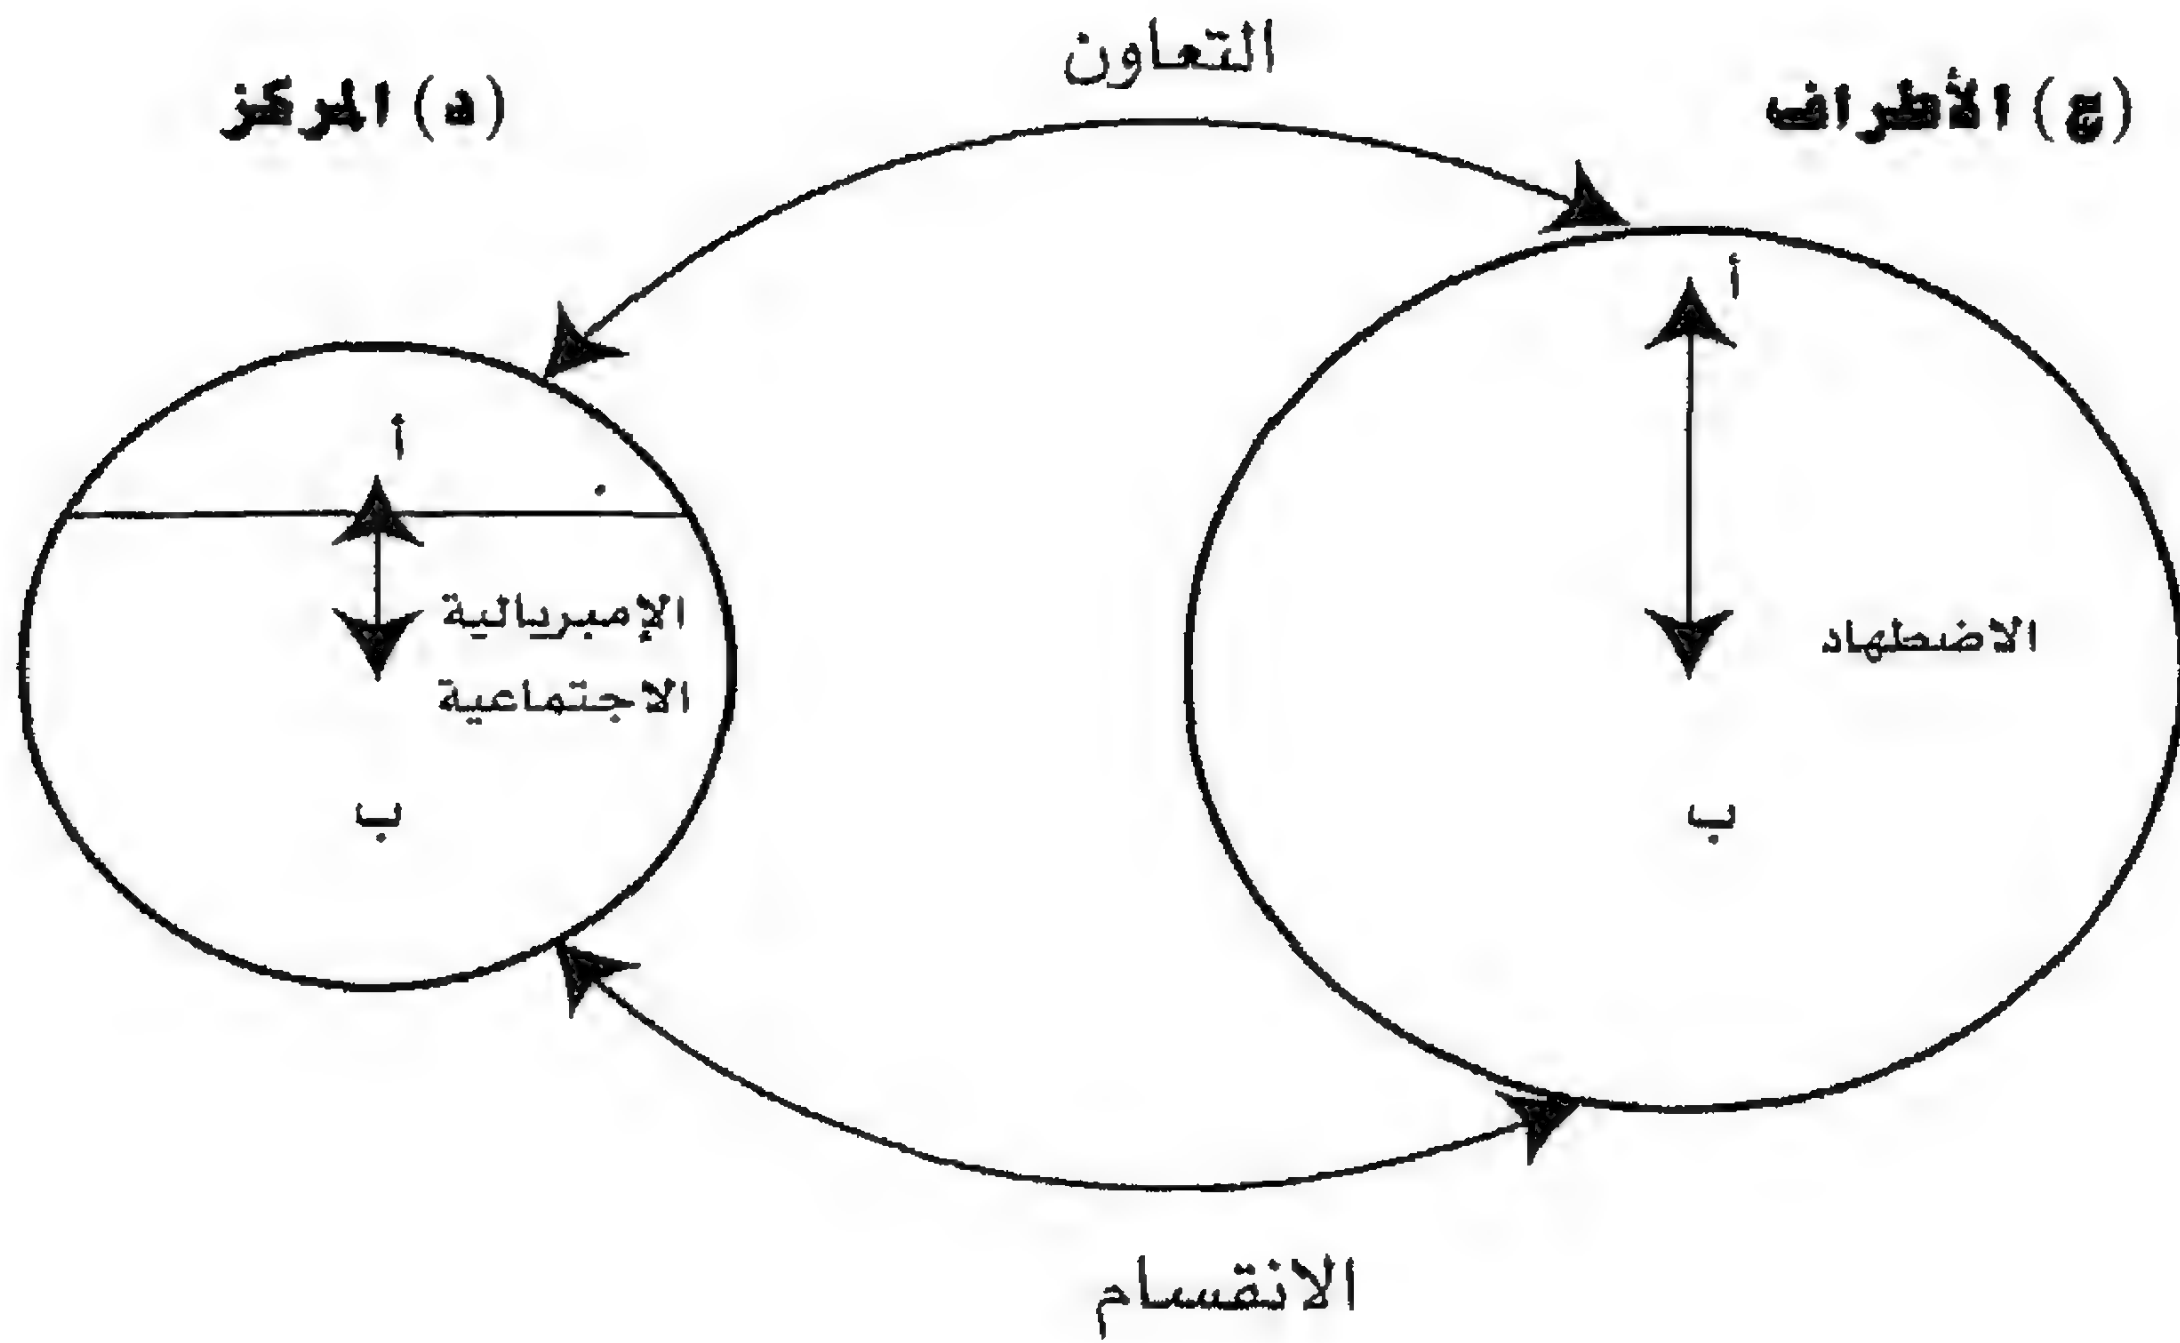 التعاون
(ج) الأطراف
(د) المركز
أ
أ
الإمبريالية
الاجتماعية
الاضطهاد
ب
ب
الانقسام